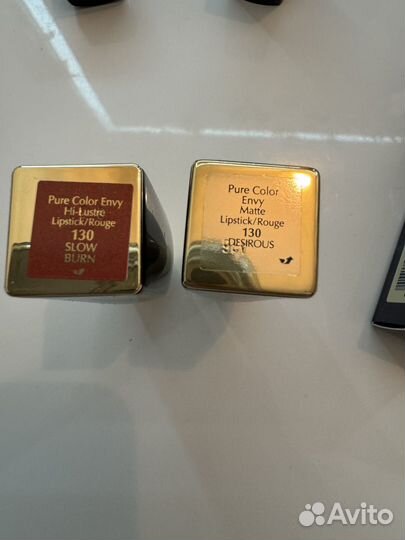 Pure Color Envy
Hi-Lustre
Lipstick/Rouge
130
SLOW
BURN
Pure Color
Envy
Matte
Lipstick/Rouge
130
DESIROUS
Avito